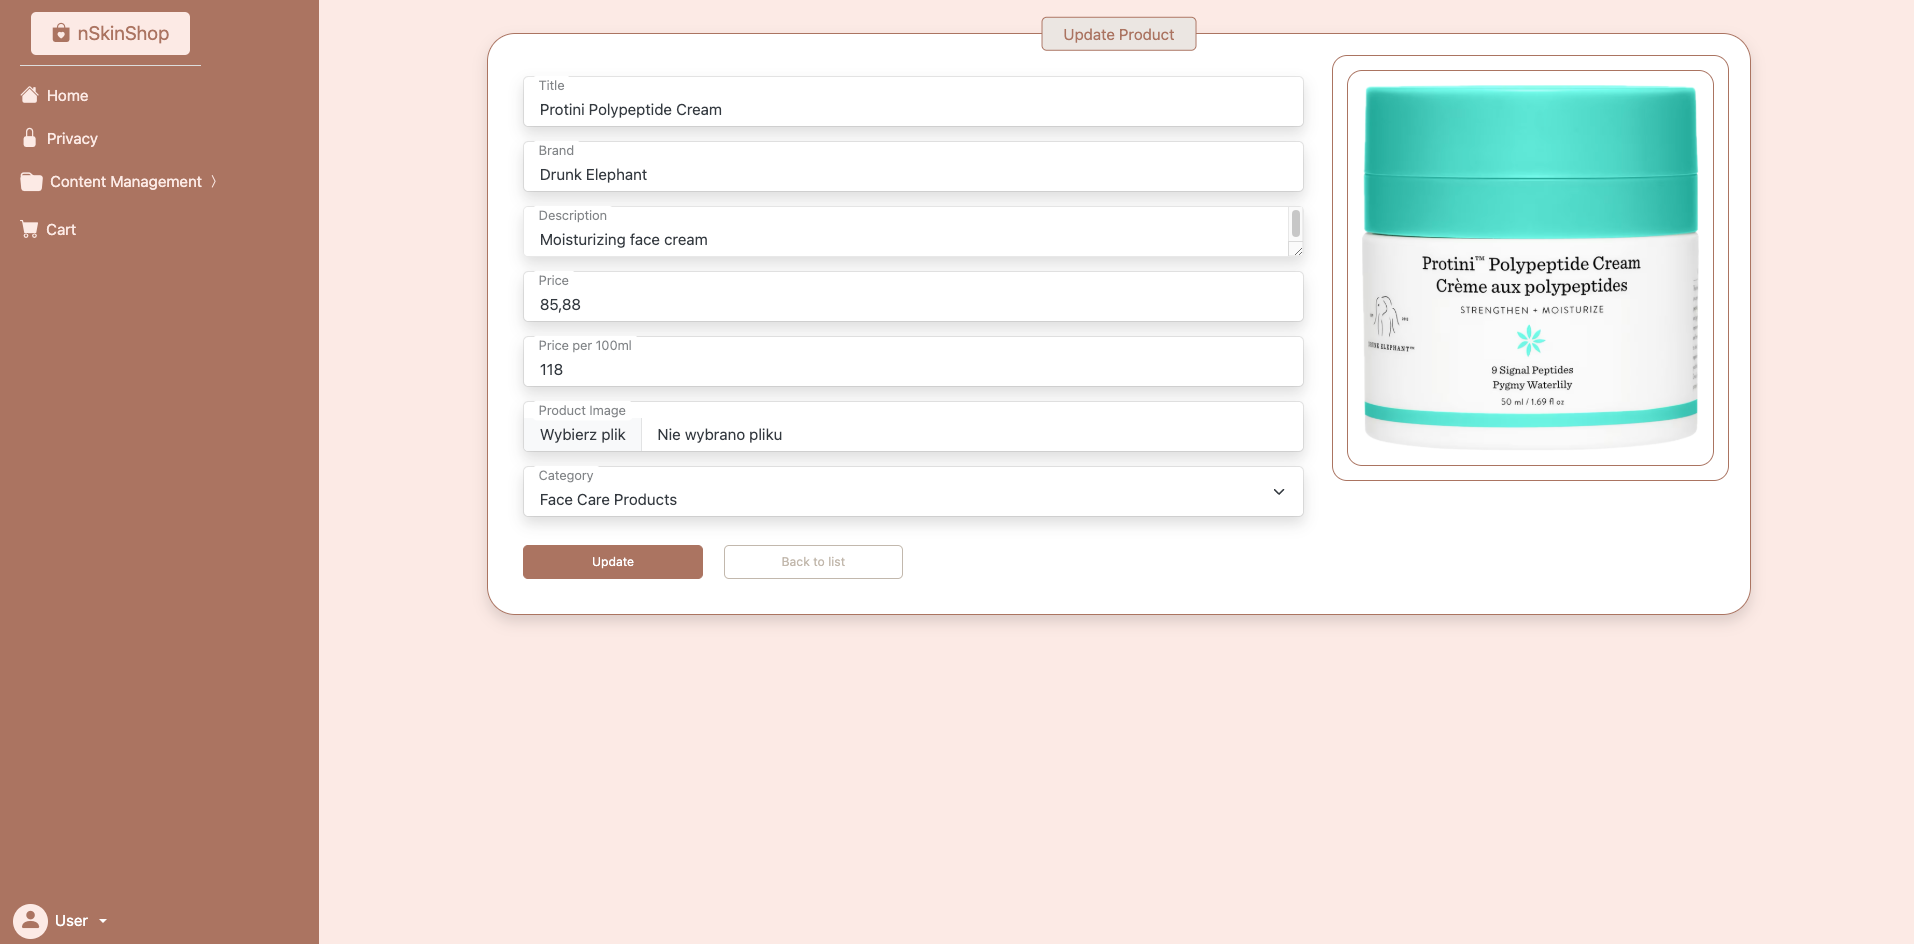 nSkinShop
Home
Privacy
Content Management
Cart
User
Update Product
Title
Protini Polypeptide Cream
Brand
Drunk Elephant
Description
Moisturizing face cream
Price
85,88
Price per 100ml
118
Product Image
Wybierz plik Nie wybrano pliku
Category
Face Care Products
Update
Back to list
Protini™ Polypeptide Cream
Crème aux polypeptides
STRENGTHEN + MOISTURIZE
9 Signal Peptides
Pygmy Waterlily
50 ml / 1.69 fl oz